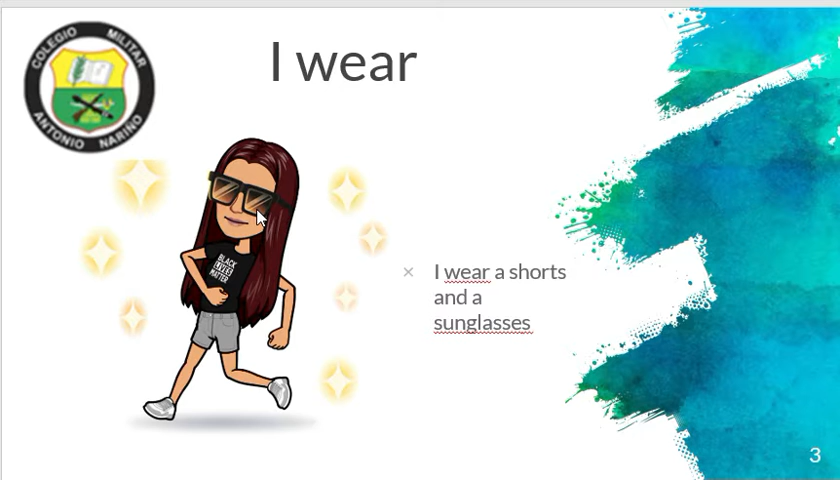 COLEGIO MILITAR
ANTONIO NARIÑO
I wear
BLACK
LIVES
MATTER
× I wear a shorts
and a
sunglasses
3